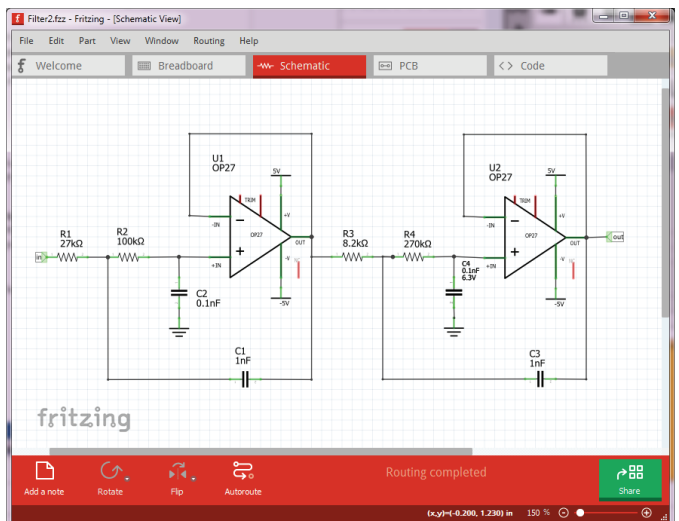 Filter2.fzz - Fritzing - [Schematic View]
File Edit Part View Window Routing Help
Welcome Breadboard Schematic PCB Code
U1
OP27
5V
TRIM
+V
-IN
OP27
OUT
+IN
-V
-5V
R1
27kΩ
R2
100kΩ
in
C2
0.1nF
C1
1nF
U2
OP27
5V
TRIM
+V
-IN
OP27
OUT
+IN
-V
-5V
R3
8.2kΩ
R4
270kΩ
out
C4
0.1nF
6.3V
C3
1nF
fritzing
Add a note Rotate Flip Autoroute
Routing completed
Share
(x,y)=(-0.200, 1.230) in 150 %